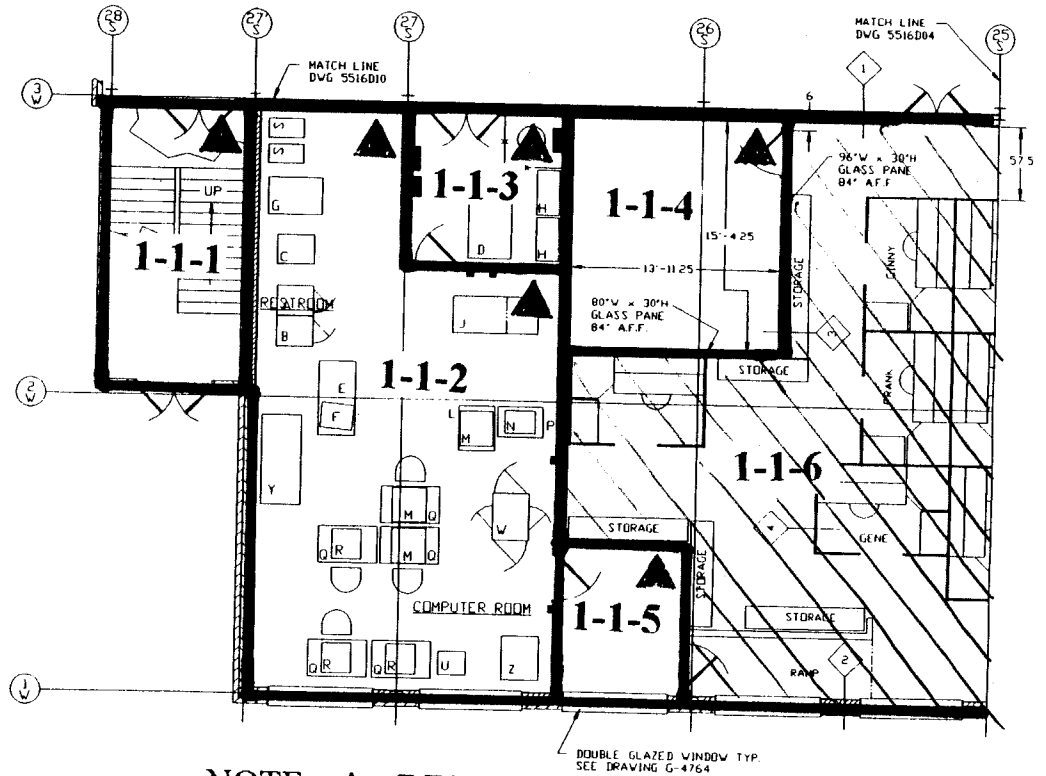 28
S
27'
S
27
S
26
S
25
S
MATCH LINE
DWG 5516D04
MATCH LINE
DWG 5516D10
3
W
1
6
57.5
96"W x 30"H
GLASS PANE
84" A.F.F
S
S
G
UP
1-1-3
H
H
D
1-1-4
15'-4.25
13'-11.25
STORAGE
GINNY
C
1-1-1
RESTROOM
A
B
J
80"W x 30"H
GLASS PANE
84" A.F.F.
3
STORAGE
1-1-2
E
F
2
W
L
M
N
P
FRANK
1-1-6
Y
M
Q
W
Q
R
M
Q
STORAGE
4
GENE
STORAGE
COMPUTER ROOM
1-1-5
STORAGE
Q
R
Q
R
U
Z
RAMP
2
1
W
DOUBLE GLAZED WINDOW TYP.
SEE DRAWING G-4764